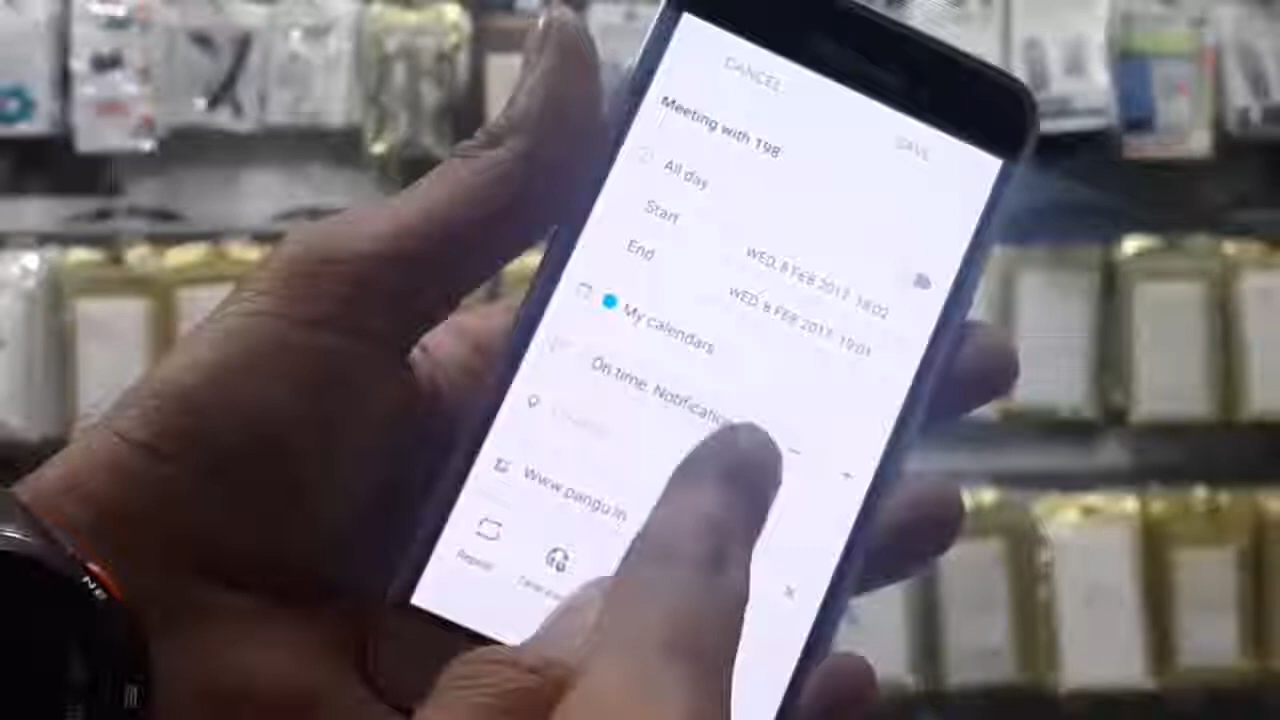 CANCEL
SAVE
Meeting with T98
All day
Start
WED, 8 FEB 2017 18:02
End
WED, 8 FEB 2017 19:01
My calendars
On time, Notification
Www.pangu.in
Repeat